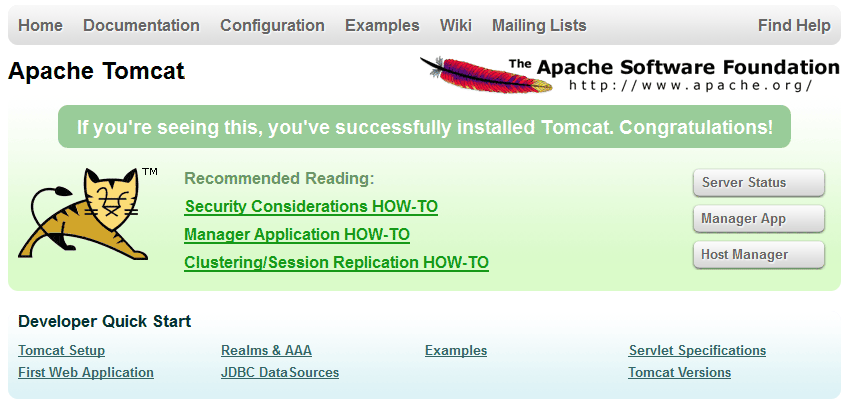 Home Documentation Configuration Examples Wiki Mailing Lists Find Help
Apache Tomcat
The Apache Software Foundation
http://www.apache.org/
If you're seeing this, you've successfully installed Tomcat. Congratulations!
TM
Recommended Reading:
Security Considerations HOW-TO
Manager Application HOW-TO
Clustering/Session Replication HOW-TO
Server Status
Manager App
Host Manager
Developer Quick Start
Tomcat Setup Realms & AAA Examples Servlet Specifications
First Web Application JDBC DataSources Tomcat Versions